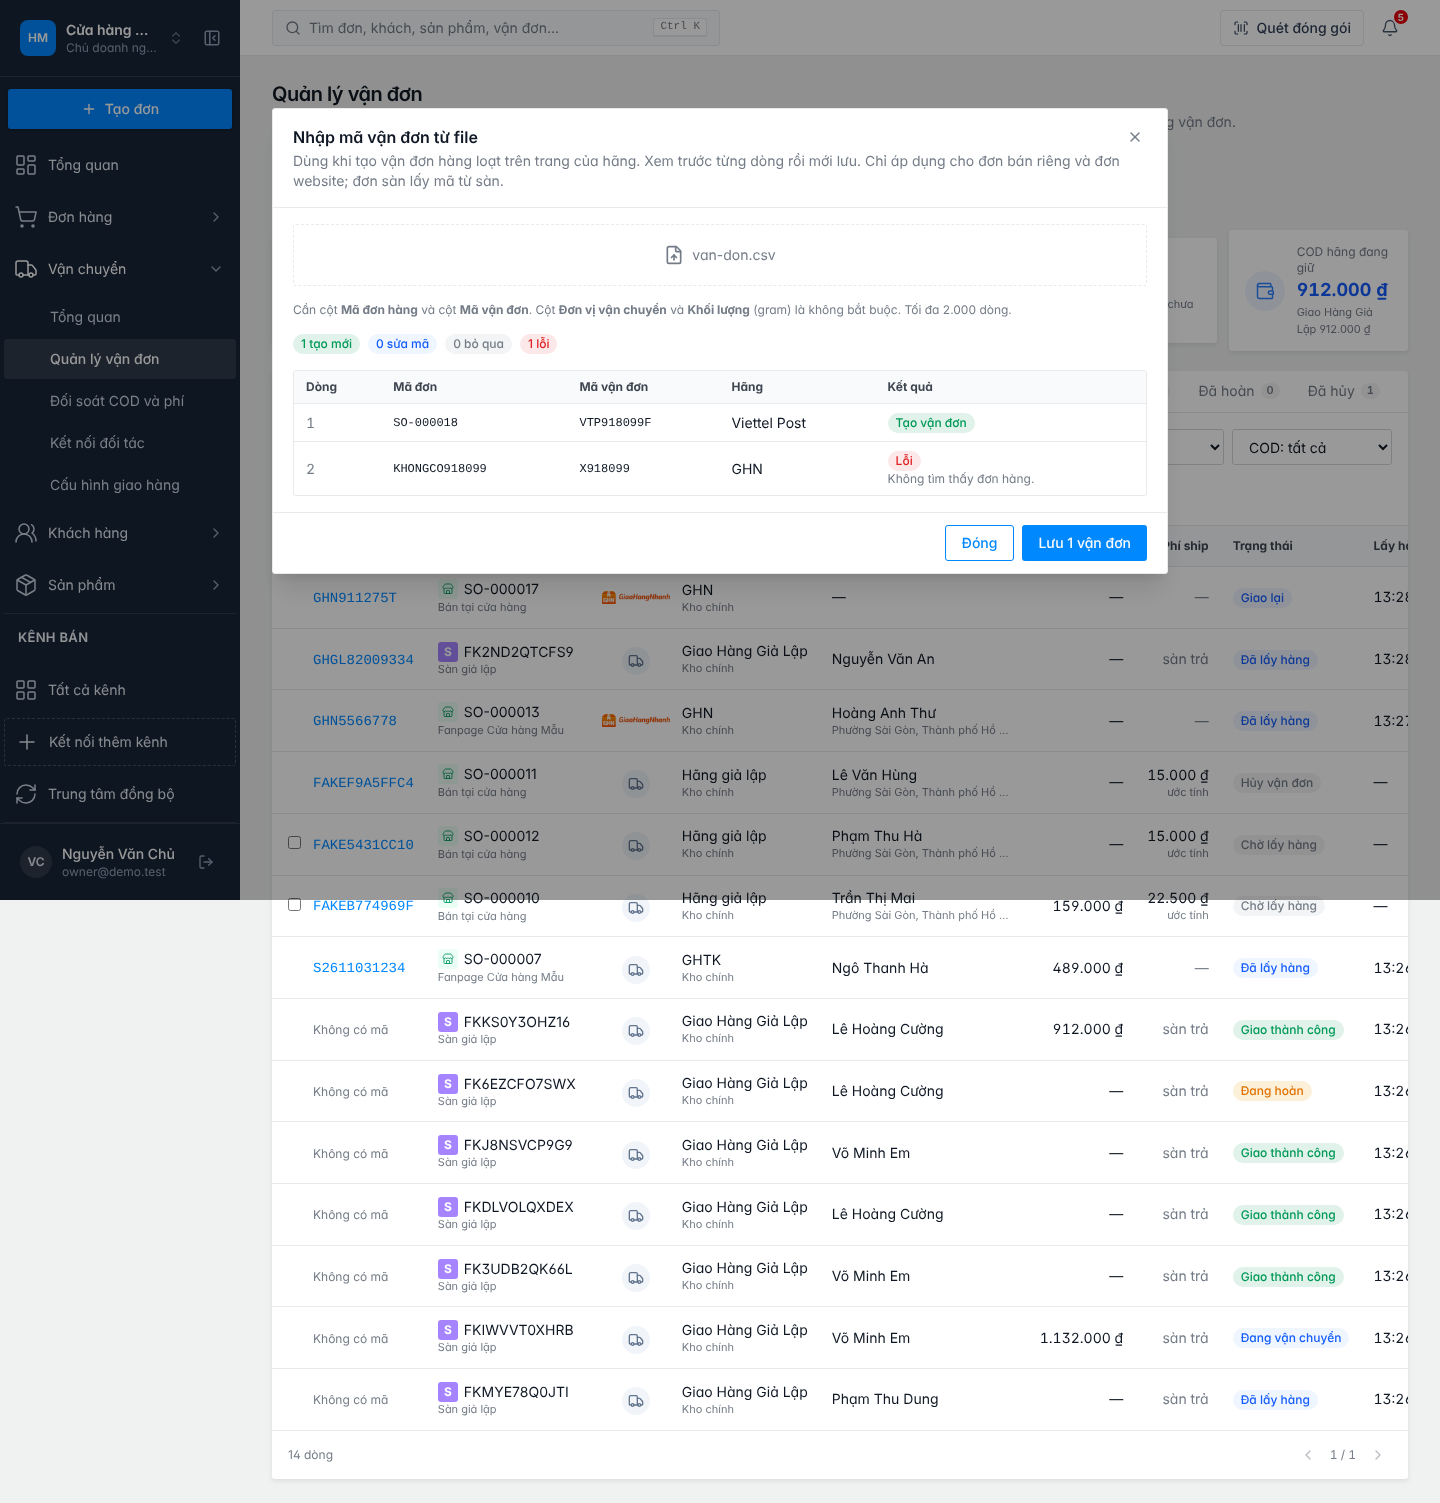 HM
Cửa hàng ...
Chủ doanh ng...
Tạo đơn
Tổng quan
Đơn hàng
Vận chuyển
Tổng quan
Quản lý vận đơn
Đối soát COD và phí
Kết nối đối tác
Cấu hình giao hàng
Khách hàng
Sản phẩm
KÊNH BÁN
Tất cả kênh
Kết nối thêm kênh
Trung tâm đồng bộ
VC
Nguyễn Văn Chủ
owner@demo.test
Tìm đơn, khách, sản phẩm, vận đơn...
Ctrl K
Quét đóng gói
5
Quản lý vận đơn
g vận đơn.
chưa
COD hãng đang
giữ
912.000 ₫
Giao Hàng Giả
Lập 912.000 ₫
Đã hoàn 0
Đã hủy 1
COD: tất cả
Nhập mã vận đơn từ file
Dùng khi tạo vận đơn hàng loạt trên trang của hãng. Xem trước từng dòng rồi mới lưu. Chỉ áp dụng cho đơn bán riêng và đơn
website; đơn sàn lấy mã từ sàn.
van-don.csv
Cần cột Mã đơn hàng và cột Mã vận đơn. Cột Đơn vị vận chuyển và Khối lượng (gram) là không bắt buộc. Tối đa 2.000 dòng.
1 tạo mới 0 sửa mã 0 bỏ qua 1 lỗi
Dòng Mã đơn Mã vận đơn Hãng Kết quả
1 SO-000018 VTP918099F Viettel Post Tạo vận đơn
2 KHONGCO918099 X918099 GHN Lỗi
Không tìm thấy đơn hàng.
Đóng
Lưu 1 vận đơn
Phí ship Trạng thái Lấy h
GHN911275T SO-000017 GHN GiaoHangNhanh GHN — — — Giao lại 13:28
Bán tại cửa hàng Kho chính
GHGL82009334 S FK2ND2QTCFS9 Giao Hàng Giả Lập Nguyễn Văn An — sàn trả Đã lấy hàng 13:28
Sàn giả lập Kho chính
GHN5566778 SO-000013 GHN GiaoHangNhanh GHN Hoàng Anh Thư — — Đã lấy hàng 13:27
Fanpage Cửa hàng Mẫu Kho chính Phường Sài Gòn, Thành phố Hồ ...
FAKEF9A5FFC4 SO-000011 Hãng giả lập Lê Văn Hùng — 15.000 ₫ Hủy vận đơn —
Bán tại cửa hàng Kho chính Phường Sài Gòn, Thành phố Hồ ... ước tính
FAKE5431CC10 SO-000012 Hãng giả lập Phạm Thu Hà — 15.000 ₫ Chờ lấy hàng —
Bán tại cửa hàng Kho chính Phường Sài Gòn, Thành phố Hồ ... ước tính
FAKEB774969F SO-000010 Hãng giả lập Trần Thị Mai 159.000 ₫ 22.500 ₫ Chờ lấy hàng —
Bán tại cửa hàng Kho chính Phường Sài Gòn, Thành phố Hồ ... ước tính
S2611031234 SO-000007 GHTK Ngô Thanh Hà 489.000 ₫ — Đã lấy hàng 13:26
Fanpage Cửa hàng Mẫu Kho chính
Không có mã S FKKS0Y3OHZ16 Giao Hàng Giả Lập Lê Hoàng Cường 912.000 ₫ sàn trả Giao thành công 13:26
Sàn giả lập Kho chính
Không có mã S FK6EZCFO7SWX Giao Hàng Giả Lập Lê Hoàng Cường — sàn trả Đang hoàn 13:26
Sàn giả lập Kho chính
Không có mã S FKJ8NSVCP9G9 Giao Hàng Giả Lập Võ Minh Em — sàn trả Giao thành công 13:26
Sàn giả lập Kho chính
Không có mã S FKDLVOLQXDEX Giao Hàng Giả Lập Lê Hoàng Cường — sàn trả Giao thành công 13:26
Sàn giả lập Kho chính
Không có mã S FK3UDB2QK66L Giao Hàng Giả Lập Võ Minh Em — sàn trả Giao thành công 13:26
Sàn giả lập Kho chính
Không có mã S FKIWVVT0XHRB Giao Hàng Giả Lập Võ Minh Em 1.132.000 ₫ sàn trả Đang vận chuyển 13:26
Sàn giả lập Kho chính
Không có mã S FKMYE78Q0JTI Giao Hàng Giả Lập Phạm Thu Dung — sàn trả Đã lấy hàng 13:26
Sàn giả lập Kho chính
14 dòng
1 / 1